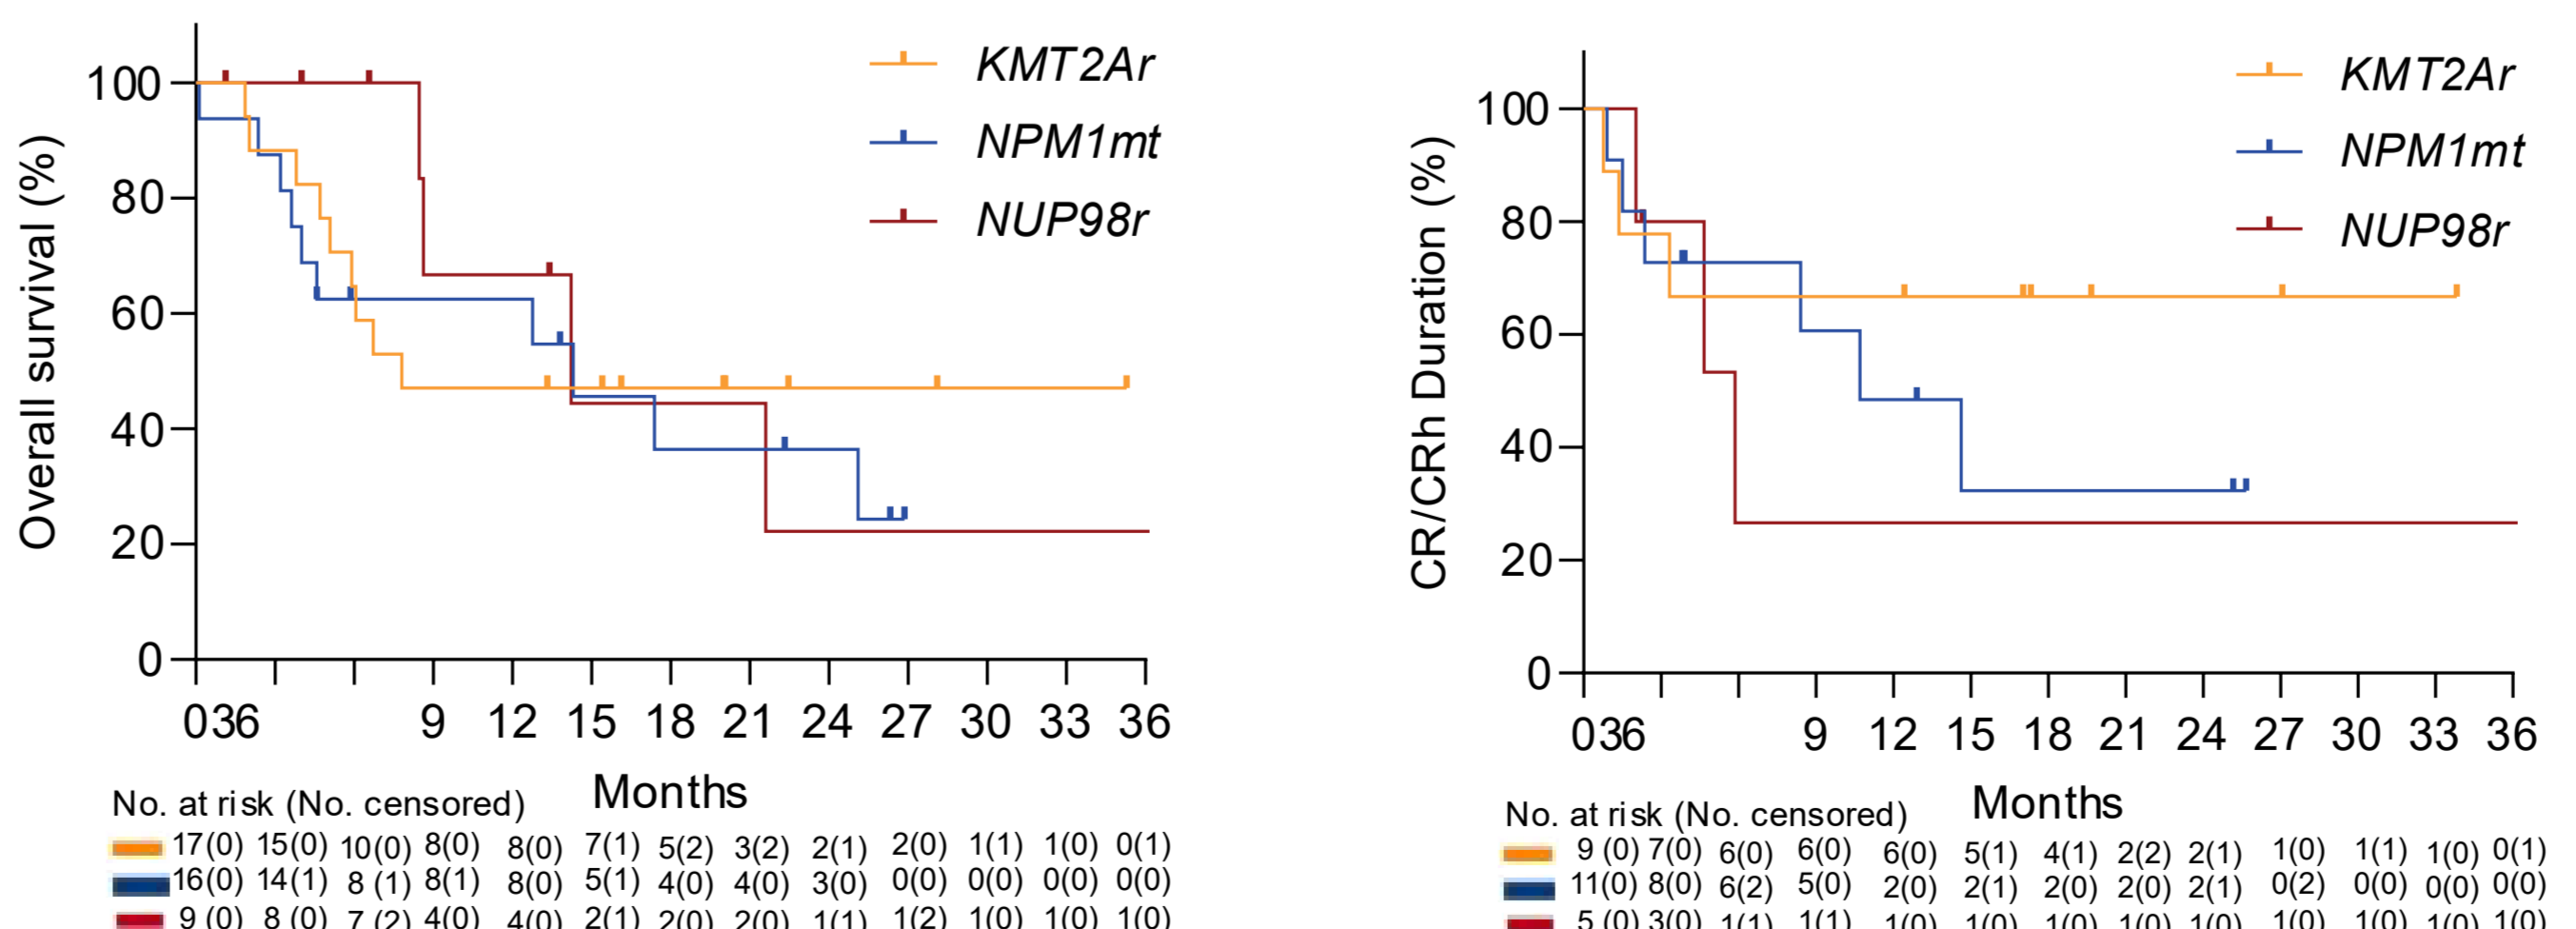 Overall survival (%)
100
80
60
40
20
0
KMT2Ar
NPM1mt
NUP98r
036 9 12 15 18 21 24 27 30 33 36
Months
No. at risk (No. censored)
17(0) 15(0) 10(0) 8(0) 8(0) 7(1) 5(2) 3(2) 2(1) 2(0) 1(1) 1(0) 0(1)
16(0) 14(1) 8 (1) 8(1) 8(0) 5(1) 4(0) 4(0) 3(0) 0(0) 0(0) 0(0) 0(0)
9 (0) 8 (0) 7 (2) 4(0) 4(0) 2(1) 2(0) 2(0) 1(1) 1(2) 1(0) 1(0) 1(0)
CR/CRh Duration (%)
100
80
60
40
20
0
KMT2Ar
NPM1mt
NUP98r
036 9 12 15 18 21 24 27 30 33 36
Months
No. at risk (No. censored)
9 (0) 7(0) 6(0) 6(0) 6(0) 5(1) 4(1) 2(2) 2(1) 1(0) 1(1) 1(0) 0(1)
11(0) 8(0) 6(2) 5(0) 2(0) 2(1) 2(0) 2(0) 2(1) 0(2) 0(0) 0(0) 0(0)
5 (0) 3(0) 1(1) 1(1) 1(0) 1(0) 1(0) 1(0) 1(0) 1(0) 1(0) 1(0) 1(0)